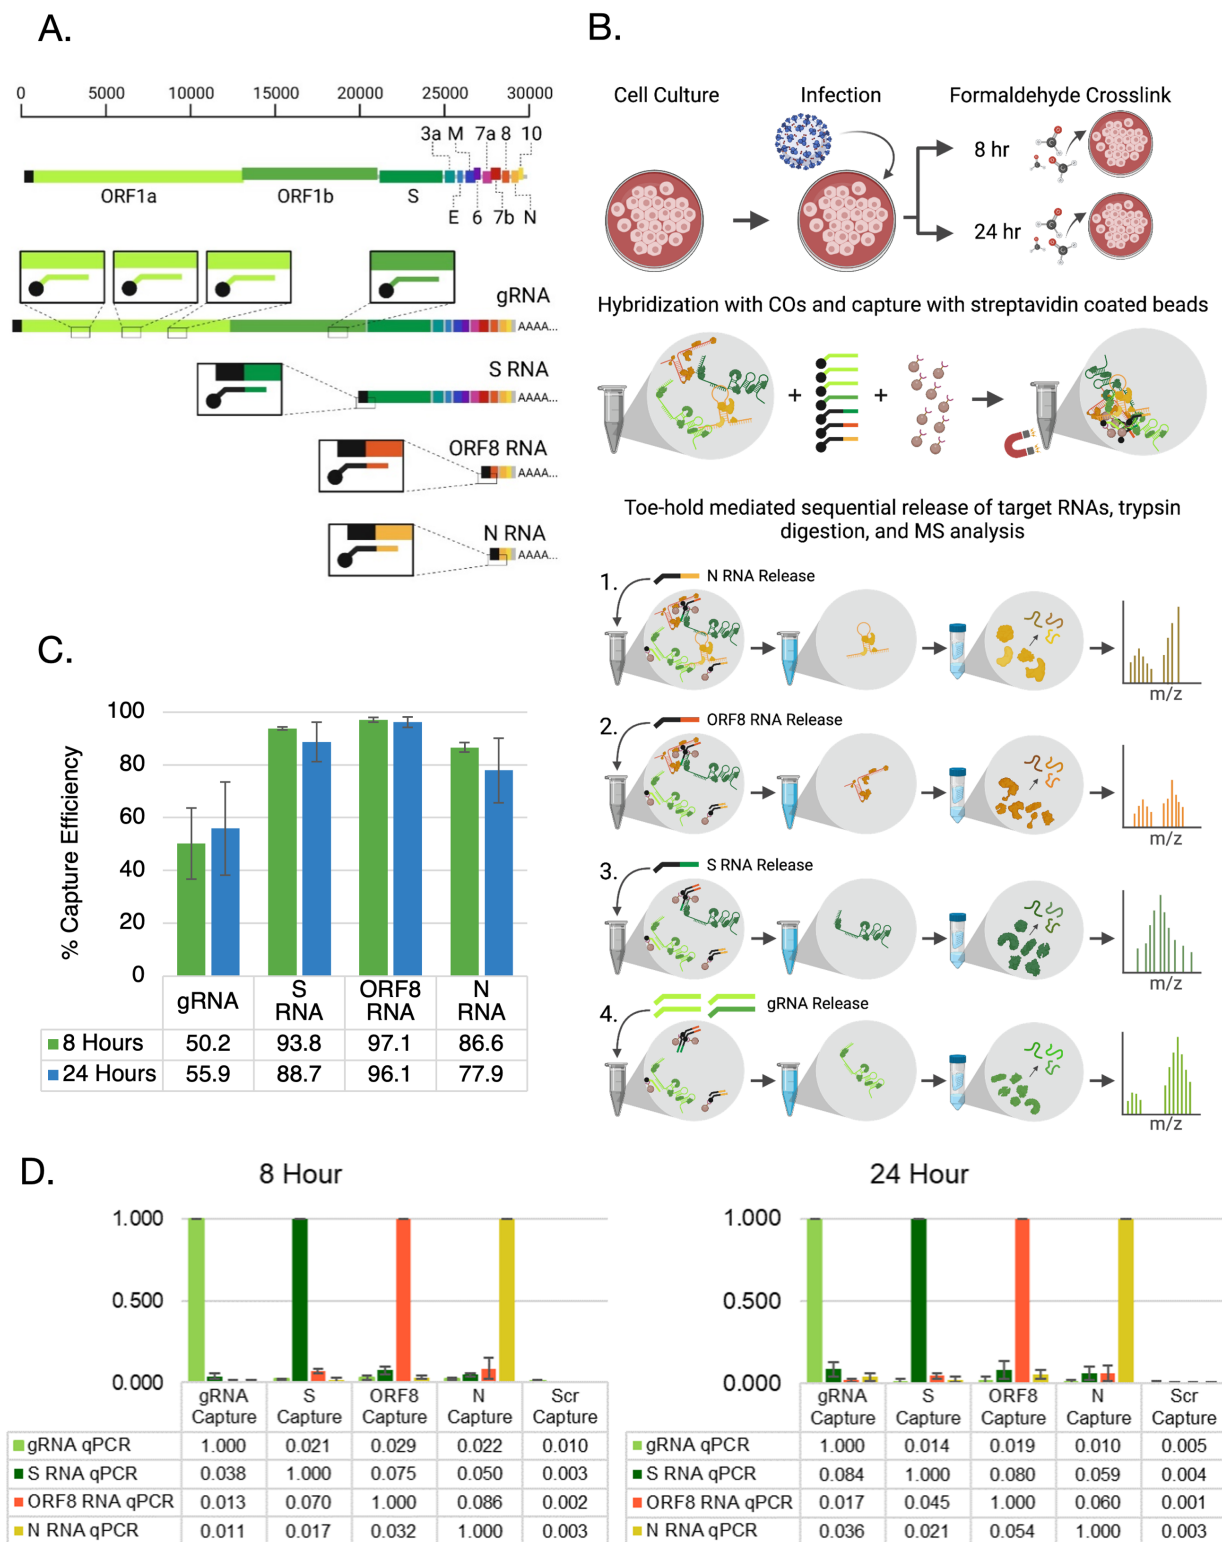 A.
0 5000 10000 15000 20000 25000 30000
3a M 7a 8 10
ORF1a ORF1b S
E 6 7b N
gRNA
AAAA...
S RNA
AAAA...
ORF8 RNA
AAAA...
N RNA
AAAA...
B.
Cell Culture Infection Formaldehyde Crosslink
8 hr
24 hr
Hybridization with COs and capture with streptavidin coated beads
+ +
Toe-hold mediated sequential release of target RNAs, trypsin
digestion, and MS analysis
1. N RNA Release
m/z
2. ORF8 RNA Release
m/z
3. S RNA Release
m/z
4. gRNA Release
m/z
C.
% Capture Efficiency
100
80
60
40
20
0
gRNA S RNA ORF8 RNA N RNA
8 Hours 50.2 93.8 97.1 86.6
24 Hours 55.9 88.7 96.1 77.9
D.
8 Hour
1.000
0.500
0.000
gRNA Capture S Capture ORF8 Capture N Capture Scr Capture
gRNA qPCR 1.000 0.021 0.029 0.022 0.010
S RNA qPCR 0.038 1.000 0.075 0.050 0.003
ORF8 RNA qPCR 0.013 0.070 1.000 0.086 0.002
N RNA qPCR 0.011 0.017 0.032 1.000 0.003
24 Hour
1.000
0.500
0.000
gRNA Capture S Capture ORF8 Capture N Capture Scr Capture
gRNA qPCR 1.000 0.014 0.019 0.010 0.005
S RNA qPCR 0.084 1.000 0.080 0.059 0.004
ORF8 RNA qPCR 0.017 0.045 1.000 0.060 0.001
N RNA qPCR 0.036 0.021 0.054 1.000 0.003